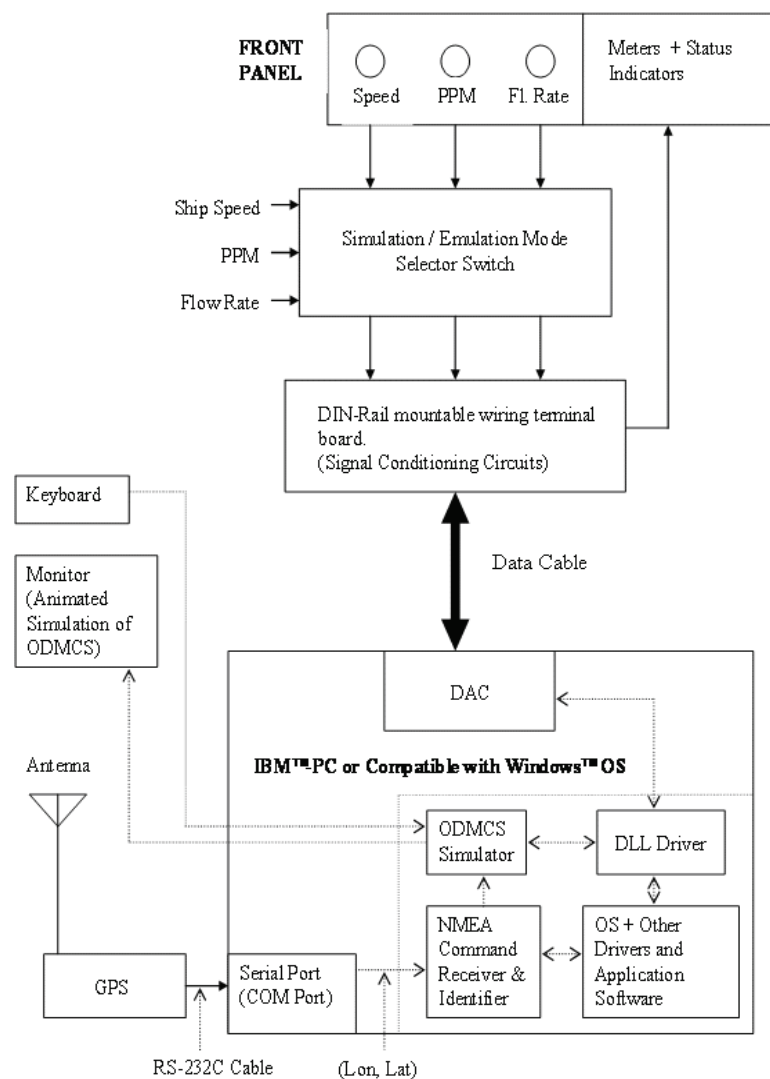 FRONT
PANEL
Speed
PPM
Fl. Rate
Meters + Status
Indicators
Ship Speed
PPM
Flow Rate
Simulation / Emulation Mode
Selector Switch
DIN-Rail mountable wiring terminal
board.
(Signal Conditioning Circuits)
Keyboard
Monitor
(Animated
Simulation of
ODMCS)
Data Cable
DAC
IBM™-PC or Compatible with Windows™ OS
Antenna
ODMCS
Simulator
DLL Driver
NMEA
Command
Receiver &
Identifier
OS + Other
Drivers and
Application
Software
GPS
Serial Port
(COM Port)
RS-232C Cable
(Lon, Lat)